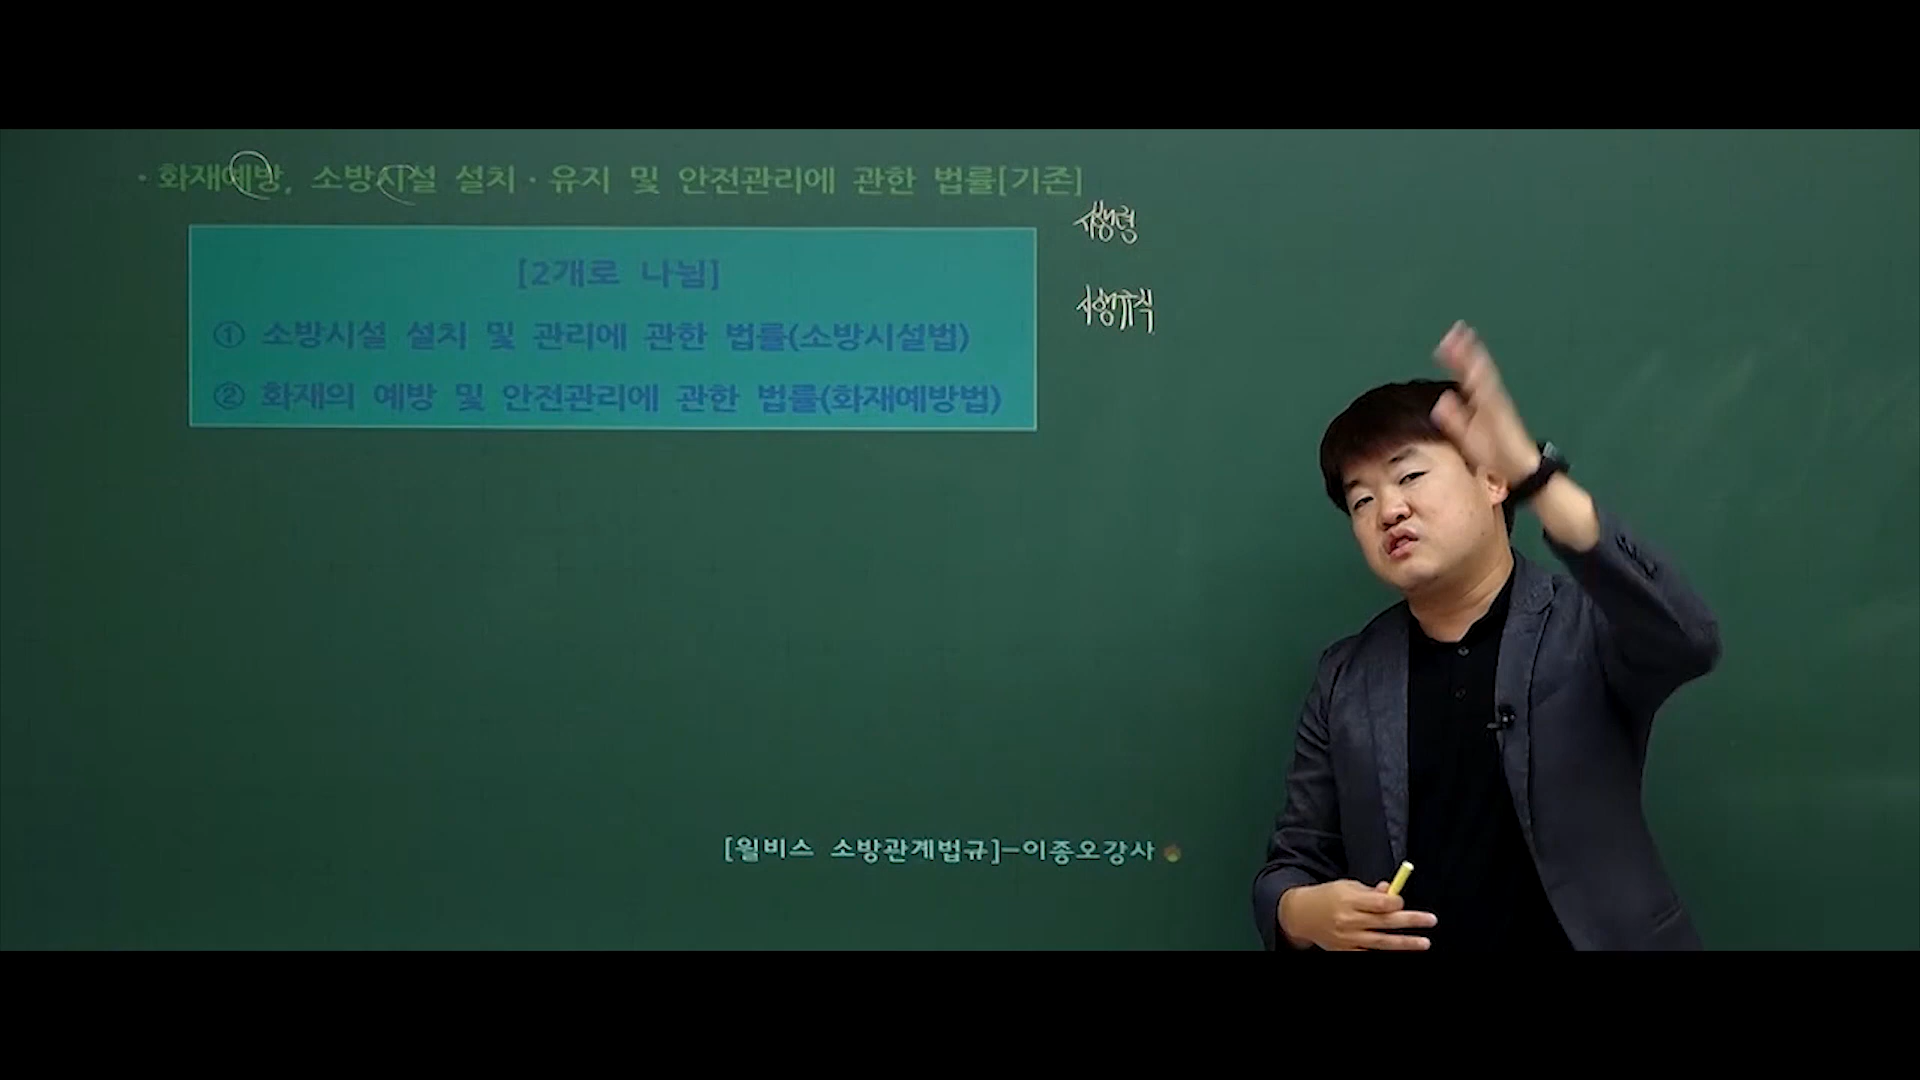 · 화재예방, 소방시설 설치·유지 및 안전관리에 관한 법률[기존]
시행령
[2개로 나뉨]
시행규칙
① 소방시설 설치 및 관리에 관한 법률(소방시설법)
② 화재의 예방 및 안전관리에 관한 법률(화재예방법)
[윌비스 소방관계법규]-이종오강사